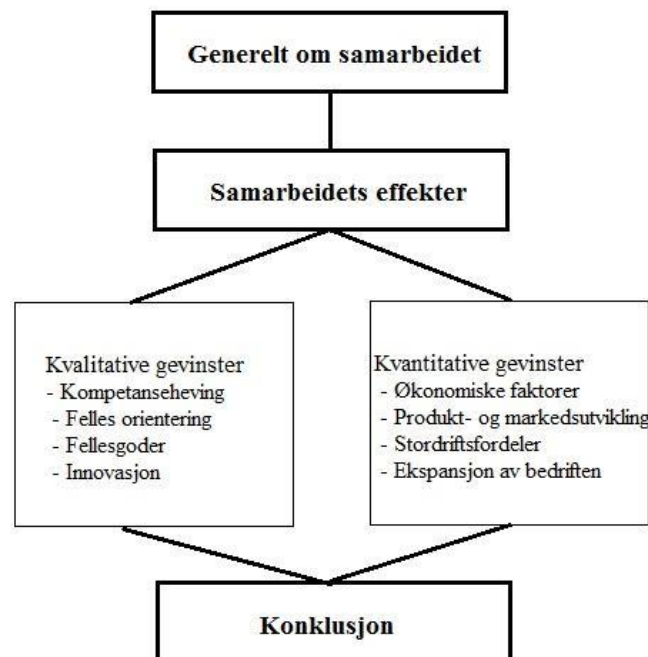 Generelt om samarbeidet
Samarbeidets effekter
Kvalitative gevinster
- Kompetanseheving
- Felles orientering
- Fellesgoder
- Innovasjon
Kvantitative gevinster
- Økonomiske faktorer
- Produkt- og markedsutvikling
- Stordriftsfordeler
- Ekspansjon av bedriften
Konklusjon